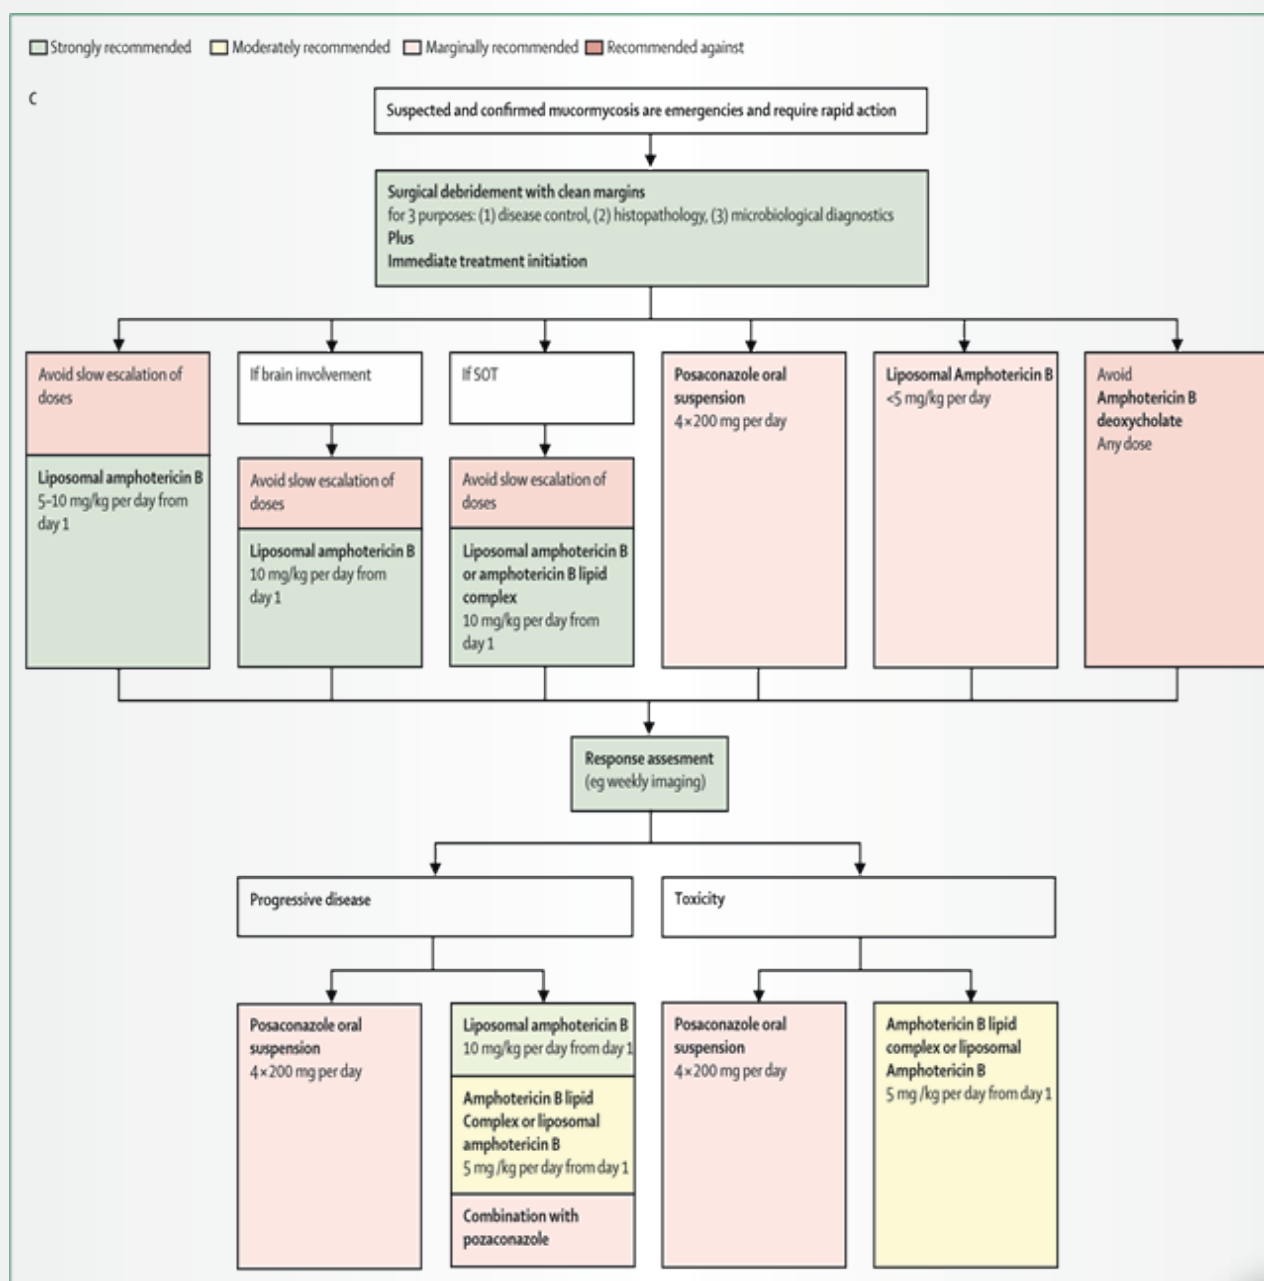 Strongly recommended Moderately recommended Marginally recommended Recommended against
C
Suspected and confirmed mucormycosis are emergencies and require rapid action
Surgical debridement with clean margins
for 3 purposes: (1) disease control, (2) histopathology, (3) microbiological diagnostics
Plus
Immediate treatment initiation
Avoid slow escalation of
doses
Liposomal amphotericin B
5–10 mg/kg per day from
day 1
If brain involvement
Avoid slow escalation of
doses
Liposomal amphotericin B
10 mg/kg per day from
day 1
If SOT
Avoid slow escalation of
doses
Liposomal amphotericin B
or amphotericin B lipid
complex
10 mg/kg per day from
day 1
Posaconazole oral
suspension
4×200 mg per day
Liposomal Amphotericin B
<5 mg/kg per day
Avoid
Amphotericin B
deoxycholate
Any dose
Response assesment
(eg weekly imaging)
Progressive disease
Toxicity
Posaconazole oral
suspension
4×200 mg per day
Liposomal amphotericin B
10 mg/kg per day from day 1
Amphotericin B lipid
Complex or liposomal
amphotericin B
5 mg /kg per day from day 1
Combination with
pozaconazole
Posaconazole oral
suspension
4×200 mg per day
Amphotericin B lipid
complex or liposomal
Amphotericin B
5 mg /kg per day from day 1